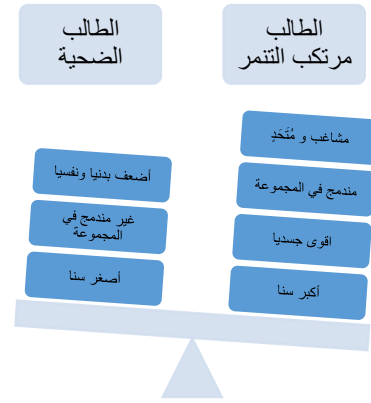 الطالب
مرتكب التنمر
الطالب
الضحية
مشاغب و مُتَحَدٍ
مندمج في المجموعة
اقوى جسديا
أكبر سنا
أضعف بدنيا ونفسيا
غير مندمج في
المجموعة
أصغر سنا